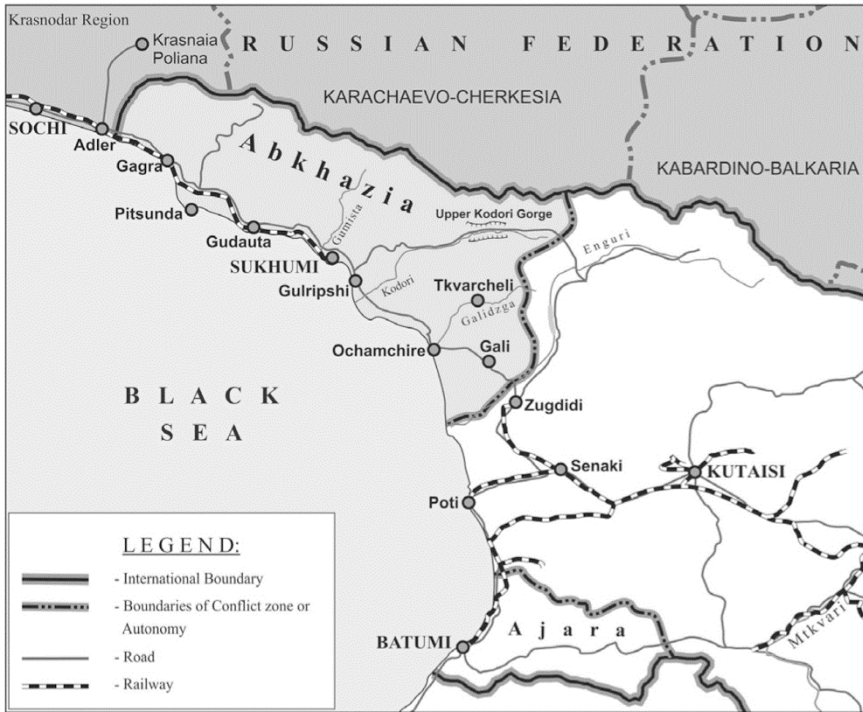 Krasnodar Region
Krasnaia
Poliana
RUSSIAN FEDERATION
KARACHAEVO-CHERKESIA
KABARDINO-BALKARIA
SOCHI
Adler
Gagra
Abkhazia
Pitsunda
Gudauta
SUKHUMI
Gumista
Upper Kodori Gorge
Enguri
Gulripshi
Kodori
Tkvarcheli
Galidzga
Ochamchire
Gali
BLACK
SEA
Zugdidi
Senaki
KUTAISI
Poti
Mtkvari
BATUMI
Ajara
LEGEND:
- International Boundary
- Boundaries of Conflict zone or
Autonomy
- Road
- Railway